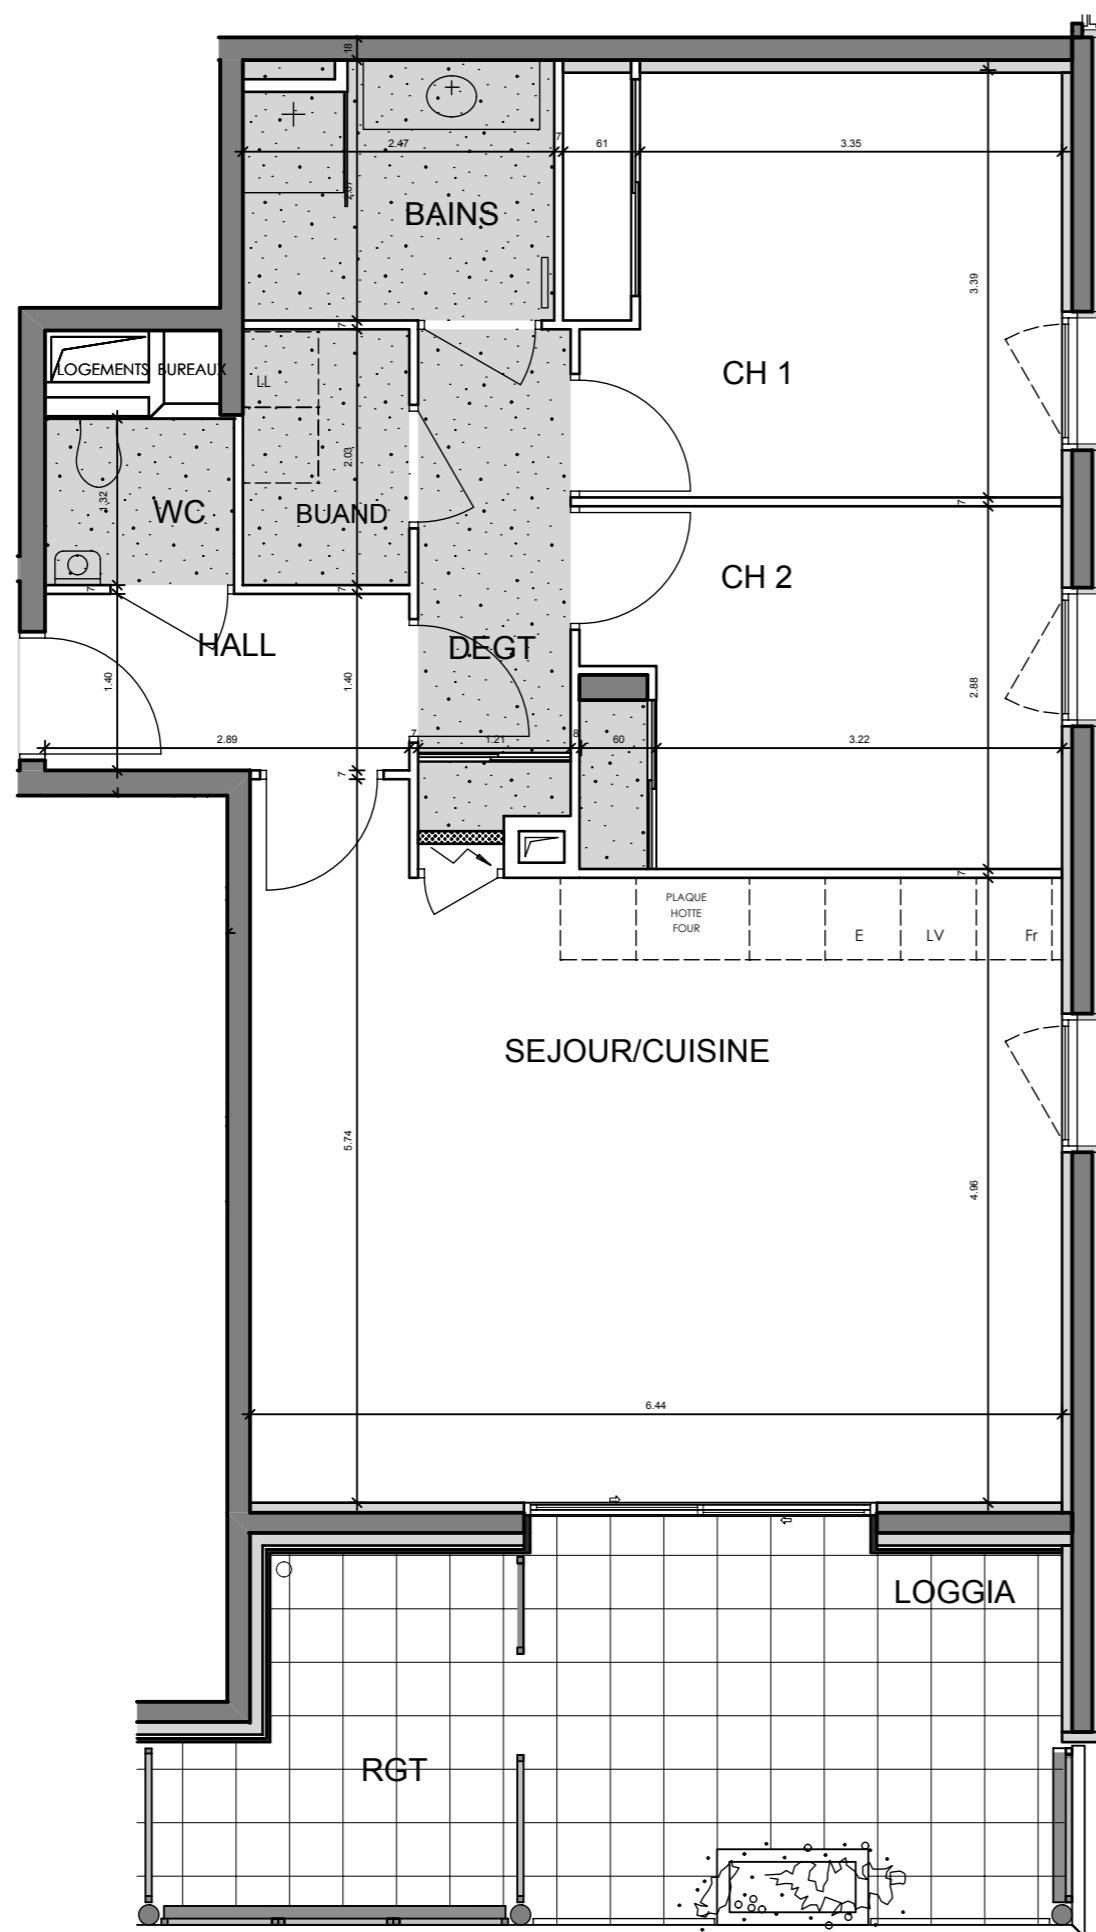 18
2.47
7
61
3.35
2.07
BAINS
3.39
7
LOGEMENTS
BUREAUX
LL
CH 1
2.03
1.32
WC
BUAND
7
CH 2
7
7
HALL
DEGT
1.40
1.40
2.88
2.89
7
1.21
8
60
3.22
7
7
PLAQUE
HOTTE
FOUR
E
LV
Fr
SEJOUR/CUISINE
5.74
4.96
6.44
LOGGIA
RGT